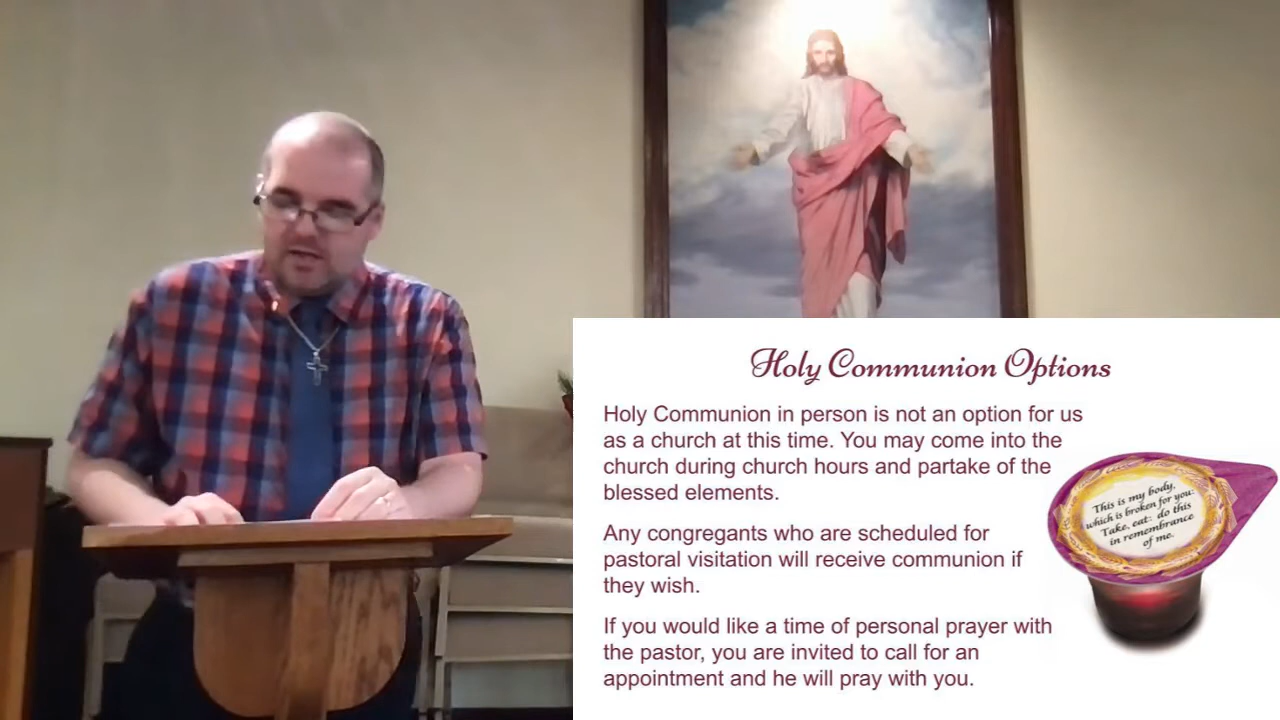 Holy Communion Options
Holy Communion in person is not an option for us
as a church at this time. You may come into the
church during church hours and partake of the
blessed elements.
Any congregants who are scheduled for
pastoral visitation will receive communion if
they wish.
If you would like a time of personal prayer with
the pastor, you are invited to call for an
appointment and he will pray with you.
This is my body,
which is broken for you:
Take, eat: do this
in remembrance
of me.